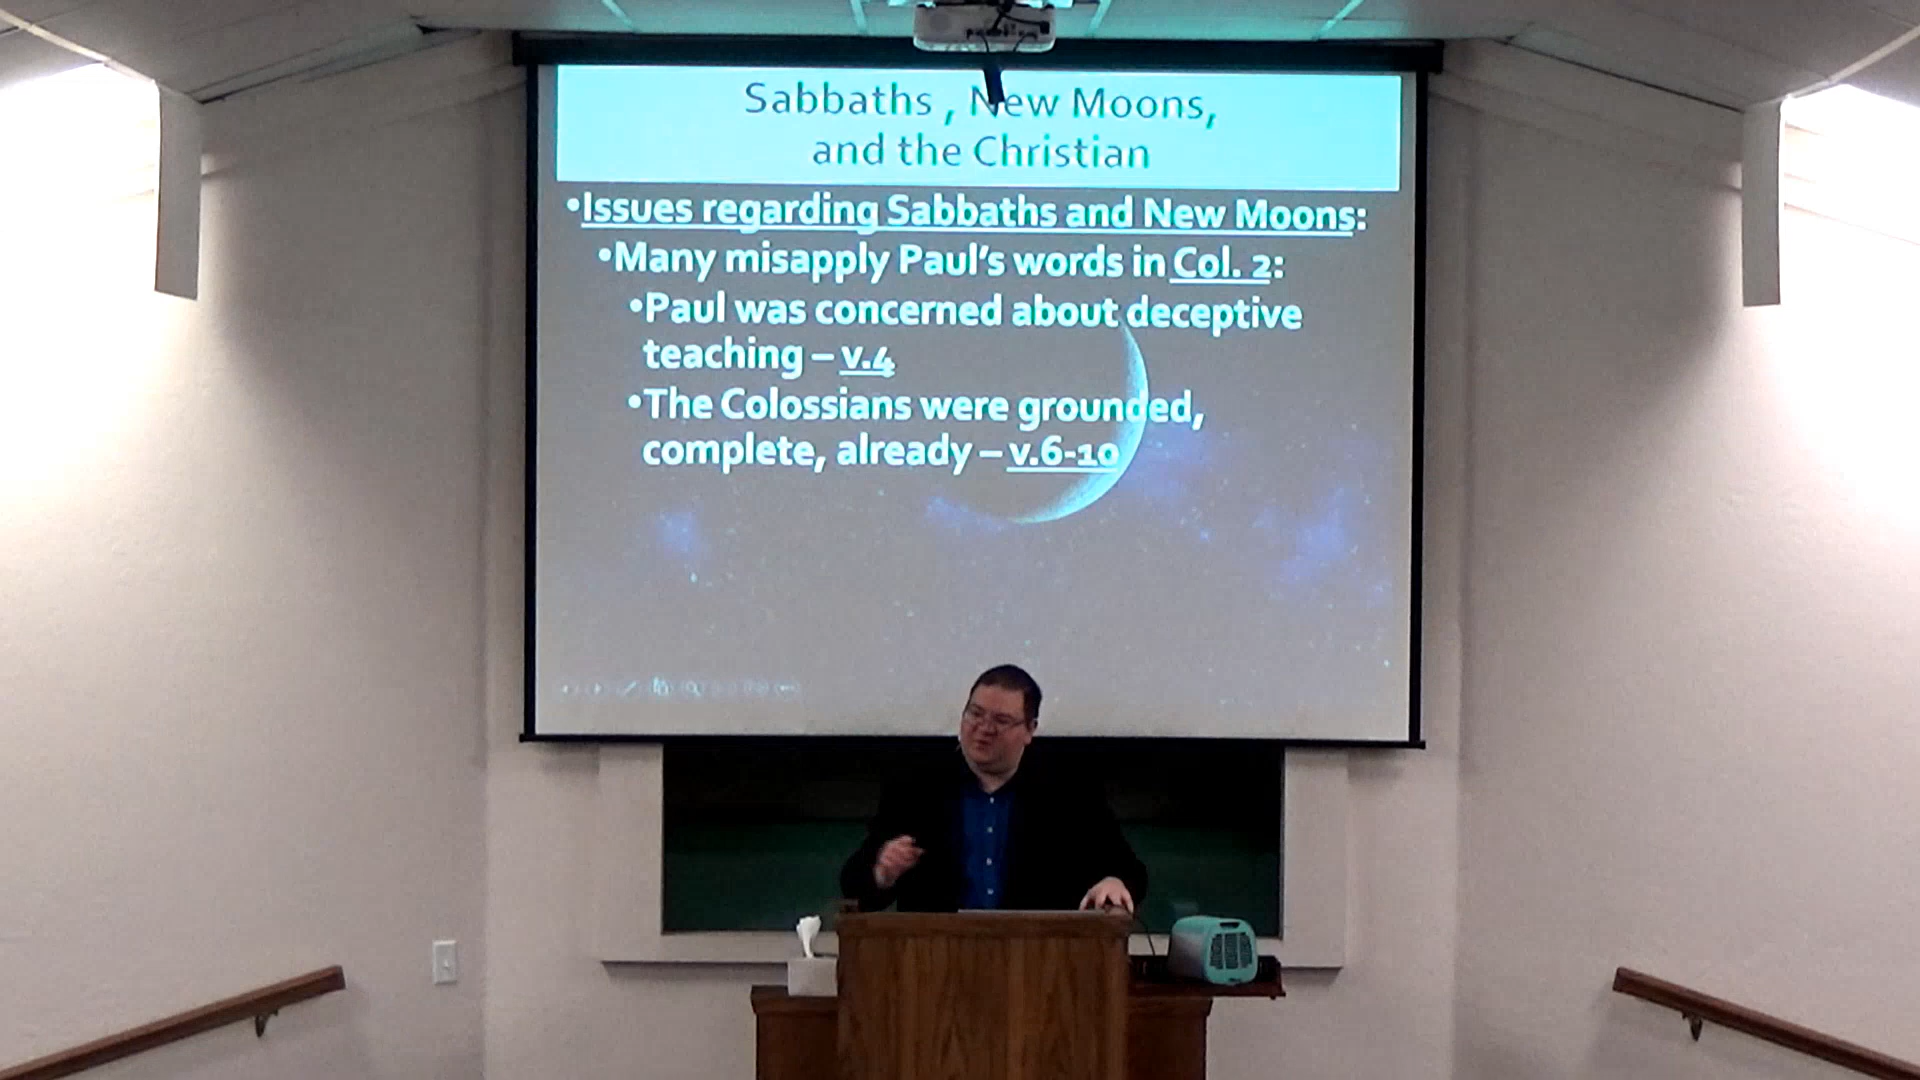 Sabbaths , New Moons,
and the Christian
•Issues regarding Sabbaths and New Moons:
•Many misapply Paul's words in Col. 2:
•Paul was concerned about deceptive
teaching – v.4
•The Colossians were grounded,
complete, already – v.6-10